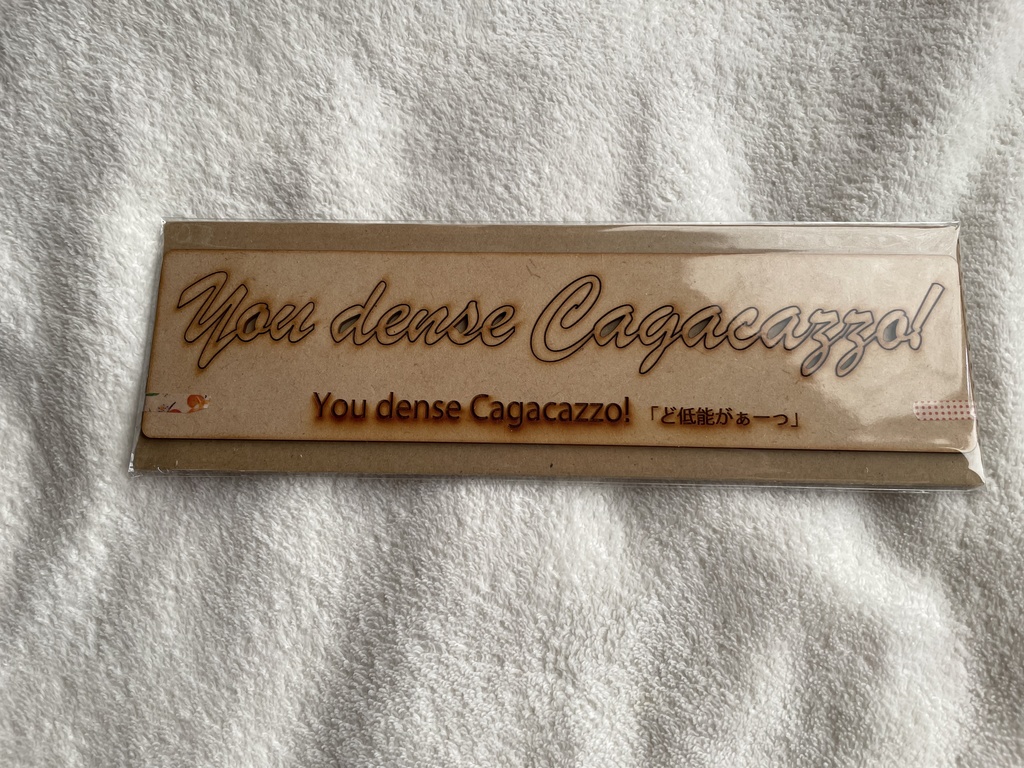 You dense Cagacazzo!
You dense Cagacazzo! 「ど低能がぁーっ」